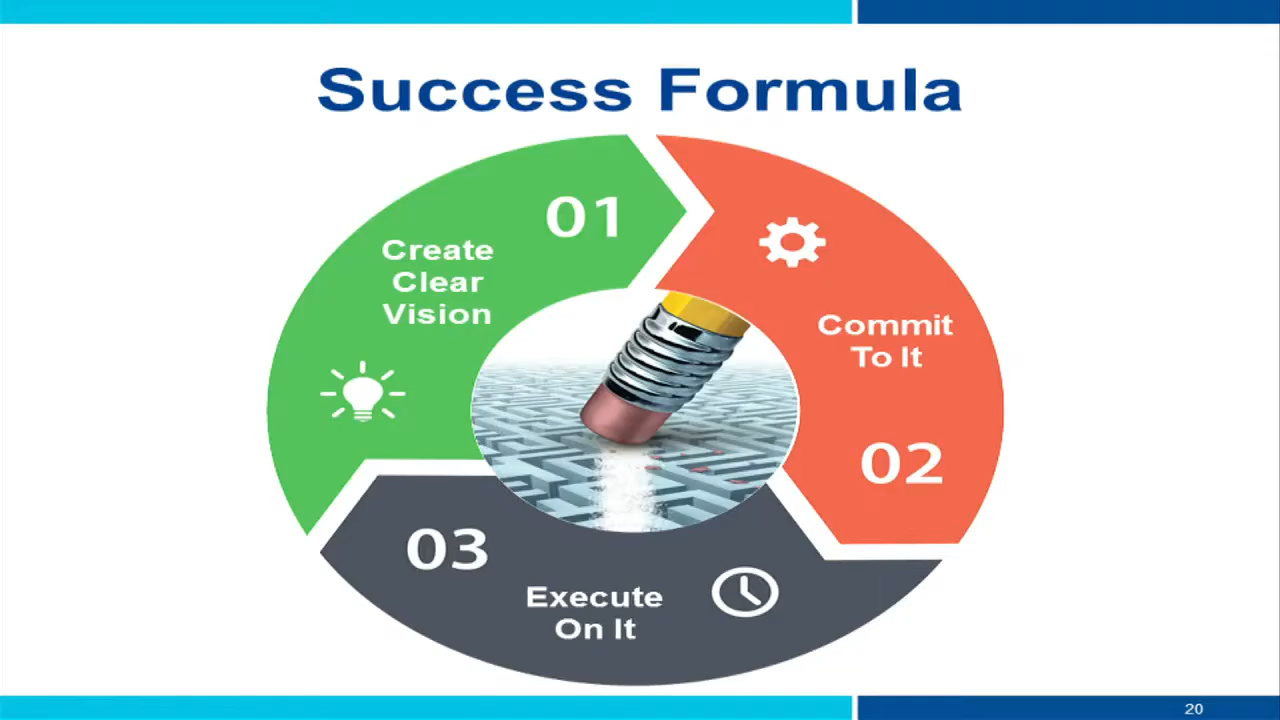 Success Formula
01
Create
Clear
Vision
Commit
To It
02
03
Execute
On It
20